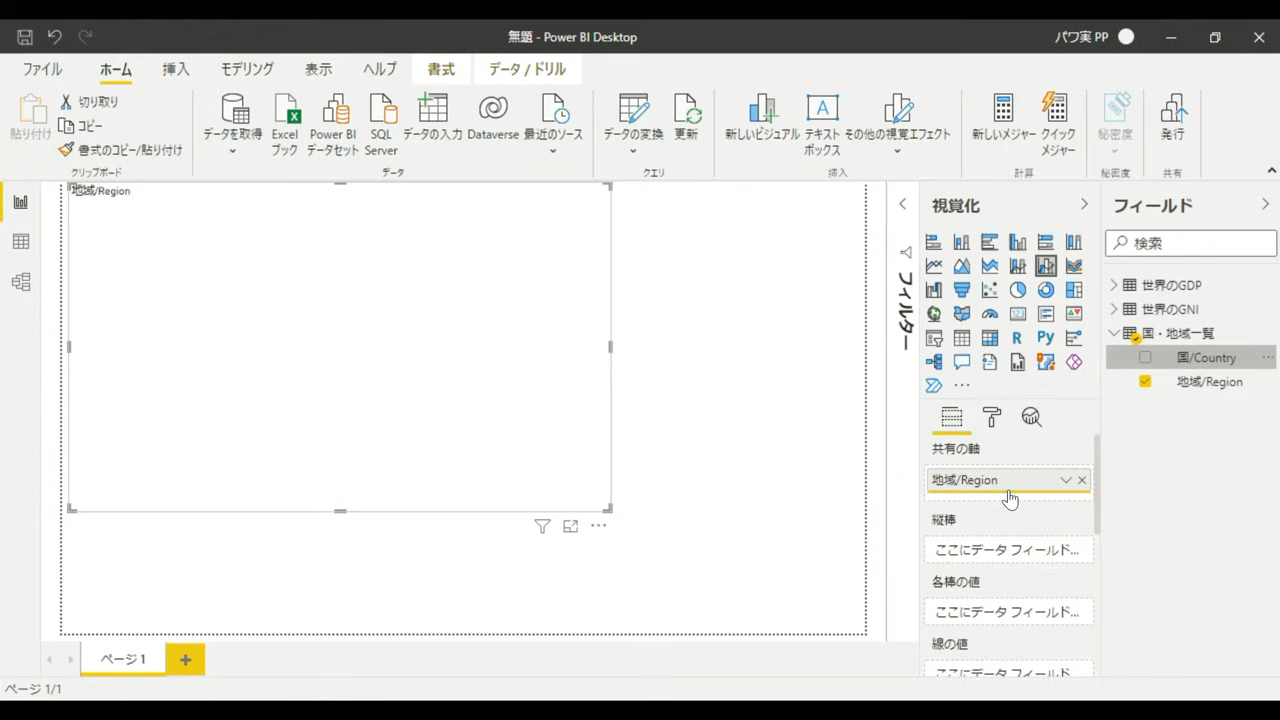 無題 - Power BI Desktop
パワ実 PP
ファイル
ホーム
挿入
モデリング
表示
ヘルプ
書式
データ / ドリル
貼り付け
切り取り
コピー
書式のコピー/貼り付け
クリップボード
データを取得
Excel
ブック
Power BI
データセット
SQL
Server
データの入力
Dataverse
最近のソース
データ
データの変換
更新
クエリ
新しいビジュアル
テキスト
ボックス
その他の視覚エフェクト
挿入
新しいメジャー
クイック
メジャー
計算
秘密度
秘密度
発行
共有
地域/Region
フィルター
視覚化
R
Py
共有の軸
地域/Region
縦棒
ここにデータ フィールド...
各棒の値
ここにデータ フィールド...
線の値
ここにデータ フィールド...
フィールド
検索
世界のGDP
世界のGNI
国・地域一覧
国/Country
地域/Region
ページ 1
ページ 1/1